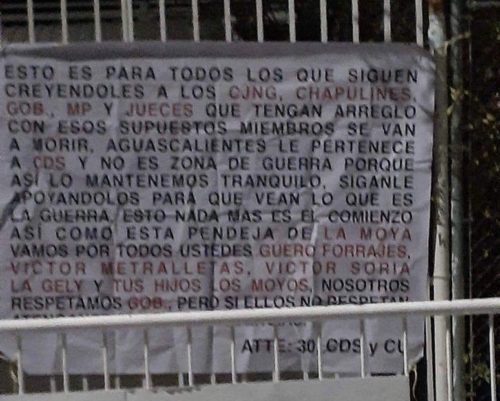 ESTO ES PARA TODOS LOS QUE SIGUEN
CREYENDOLES A LOS CJNG, CHAPULINES,
GOB., MP Y JUECES QUE TENGAN ARREGLO
CON ESOS SUPUESTOS MIEMBROS SE VAN
A MORIR, AGUASCALIENTES LE PERTENECE
A CDS Y NO ES ZONA DE GUERRA PORQUE
ASI LO MANTENEMOS TRANQUILO, SIGANLE
APOYANDOLOS PARA QUE VEAN LO QUE ES
LA GUERRA, ESTO NADA MAS ES EL COMIENZO
ASÍ COMO ESTA PENDEJA DE LA MOYA
VAMOS POR TODOS USTEDES GUERO FORRAJES,
VICTOR METRALLETAS, VICTOR SORIA
LA GELY Y TUS HIJOS LOS MOYOS, NOSOTROS
RESPETAMOS GOB., PERO SI ELLOS NO RESPETAN
ATTE: 30, CDS y CU